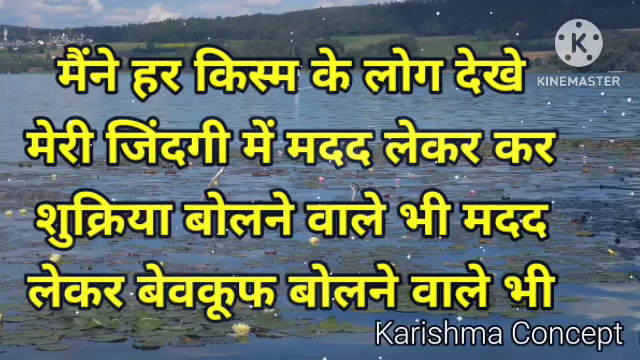 मैंने हर किस्म के लोग देखे
KINEMASTER
मेरी जिंदगी में मदद लेकर कर
शुक्रिया बोलने वाले भी मदद
लेकर बेवकूफ बोलने वाले भी
Karishma Concept